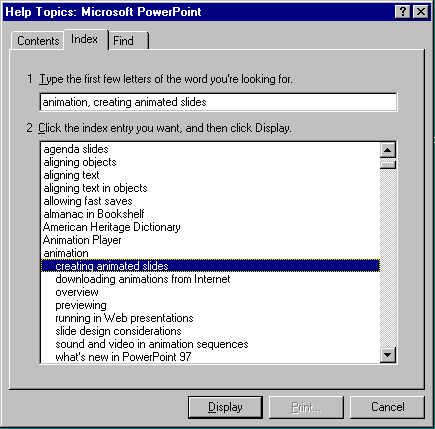 Help Topics: Microsoft PowerPoint
Contents Index Find
1 Type the first few letters of the word you're looking for.
animation, creating animated slides
2 Click the index entry you want, and then click Display.
agenda slides
aligning objects
aligning text
aligning text in objects
allowing fast saves
almanac in Bookshelf
American Heritage Dictionary
Animation Player
animation
creating animated slides
downloading animations from Internet
overview
previewing
running in Web presentations
slide design considerations
sound and video in animation sequences
what's new in PowerPoint 97
Display Print... Cancel